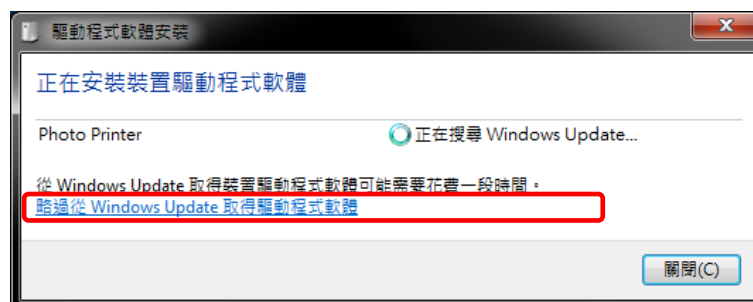 驅動程式軟體安裝
正在安裝裝置驅動程式軟體
Photo Printer
正在搜尋 Windows Update...
從 Windows Update 取得裝置驅動程式軟體可能需要花費一段時間。
略過從 Windows Update 取得驅動程式軟體
關閉(C)